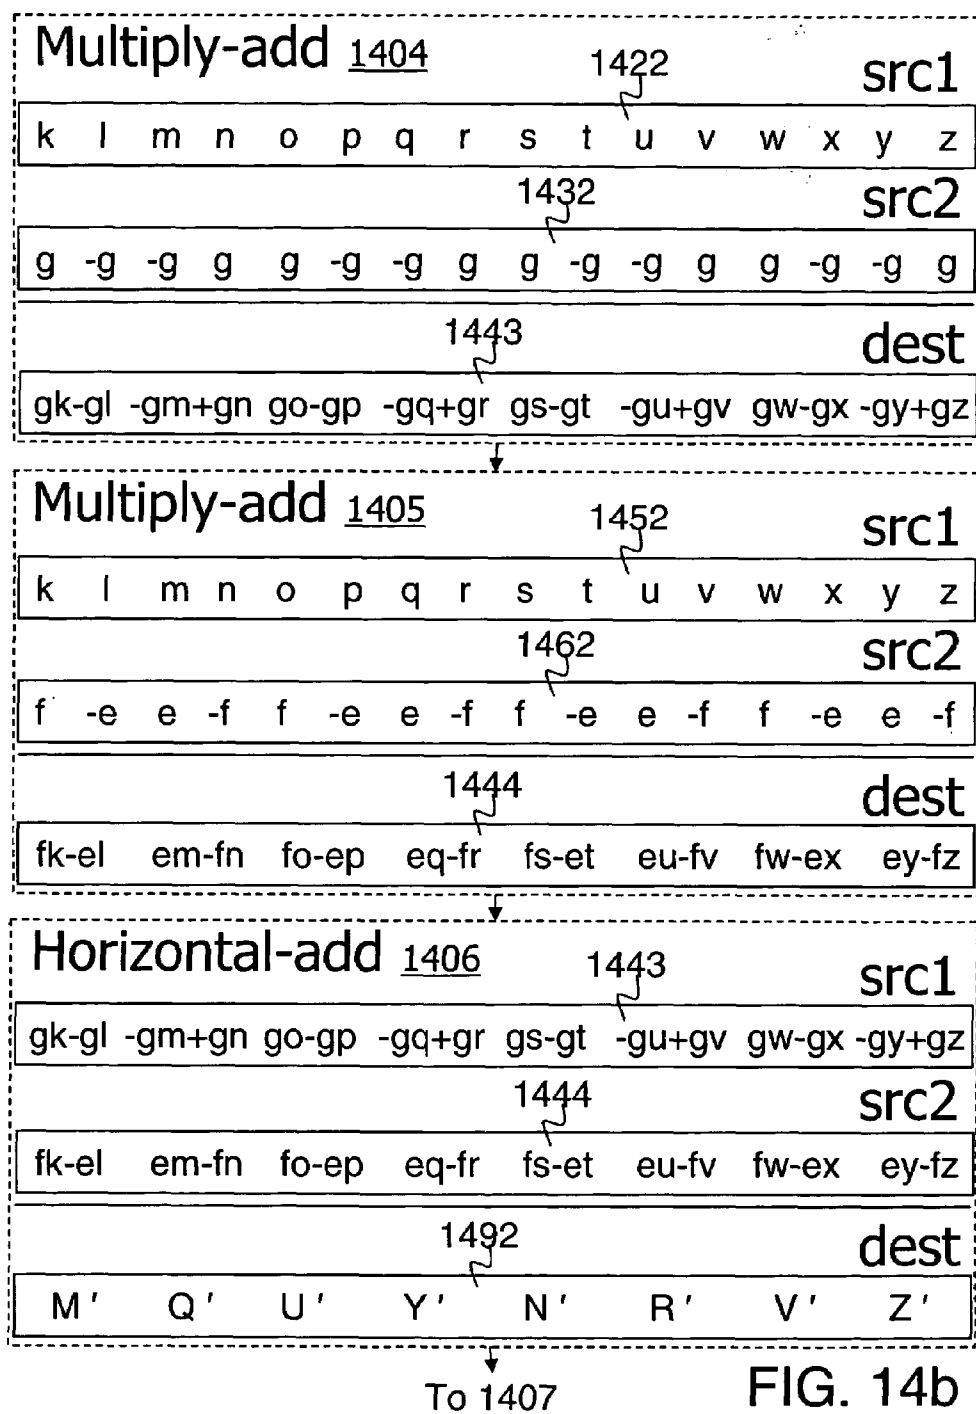 Multiply-add 1404
1422
src1
k l m n o p q r s t u v w x y z
1432
src2
g -g -g g g -g -g g g -g -g g g -g -g g
1443
dest
gk-gl -gm+gn go-gp -gq+gr gs-gt -gu+gv gw-gx -gy+gz
Multiply-add 1405
1452
src1
k l m n o p q r s t u v w x y z
1462
src2
f -e e -f f -e e -f f -e e -f f -e e -f
1444
dest
fk-el em-fn fo-ep eq-fr fs-et eu-fv fw-ex ey-fz
Horizontal-add 1406
1443
src1
gk-gl -gm+gn go-gp -gq+gr gs-gt -gu+gv gw-gx -gy+gz
1444
src2
fk-el em-fn fo-ep eq-fr fs-et eu-fv fw-ex ey-fz
1492
dest
M' Q' U' Y' N' R' V' Z'
To 1407
FIG. 14b